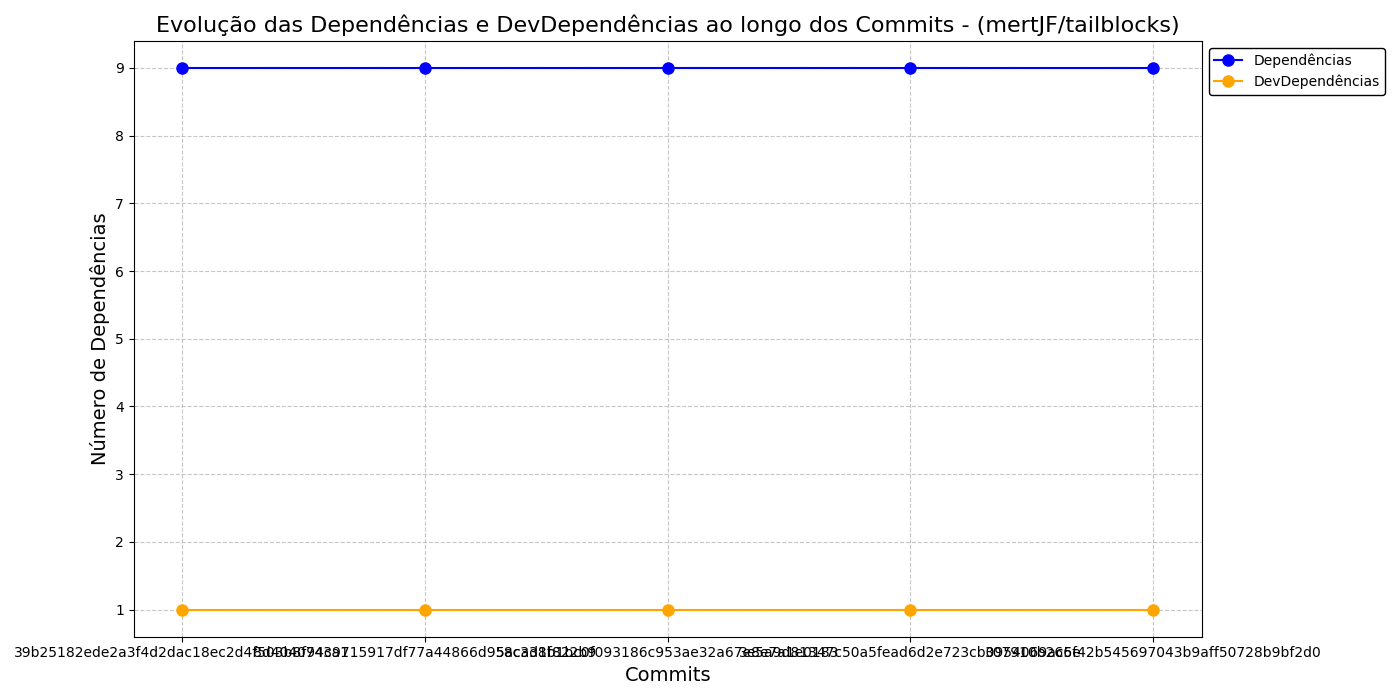 Evolução das Dependências e DevDependências ao longo dos Commits - (mertJF/tailblocks)
Dependências
DevDependências
9
8
7
6
5
4
3
2
1
Número de Dependências
Commits